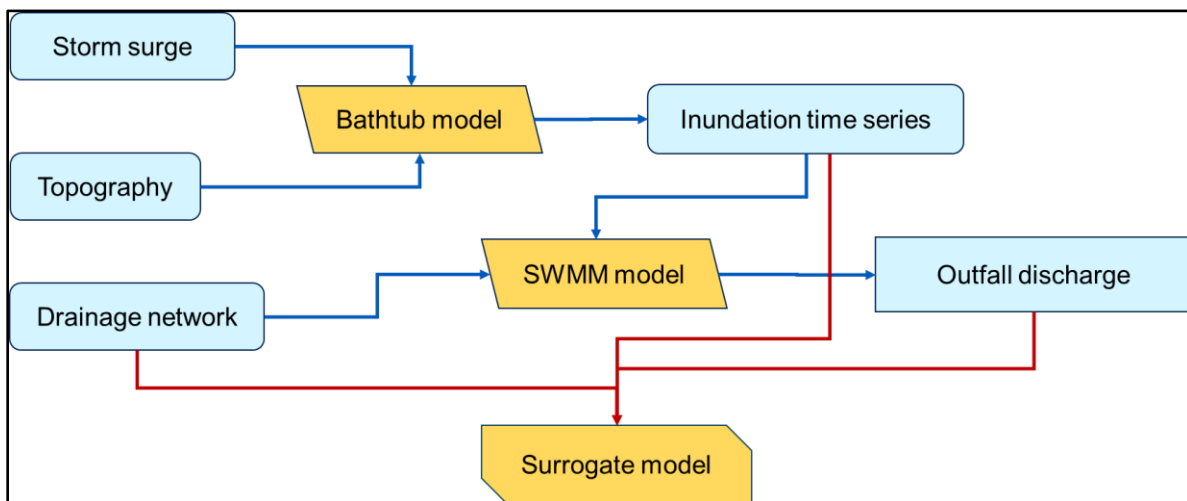 Storm surge
Bathtub model
Inundation time series
Topography
SWMM model
Outfall discharge
Drainage network
Surrogate model